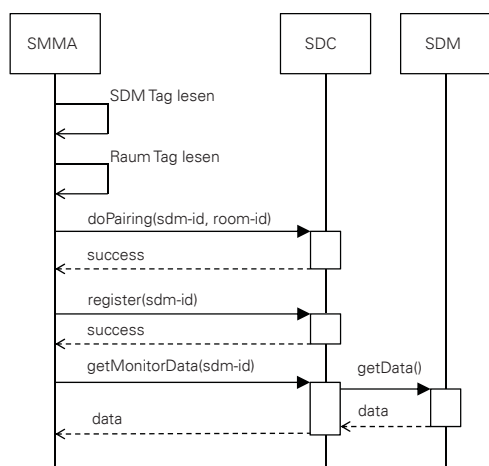 SMMA
SDC
SDM
SDM Tag lesen
Raum Tag lesen
doPairing(sdm-id, room-id)
success
register(sdm-id)
success
getMonitorData(sdm-id)
getData()
data
data